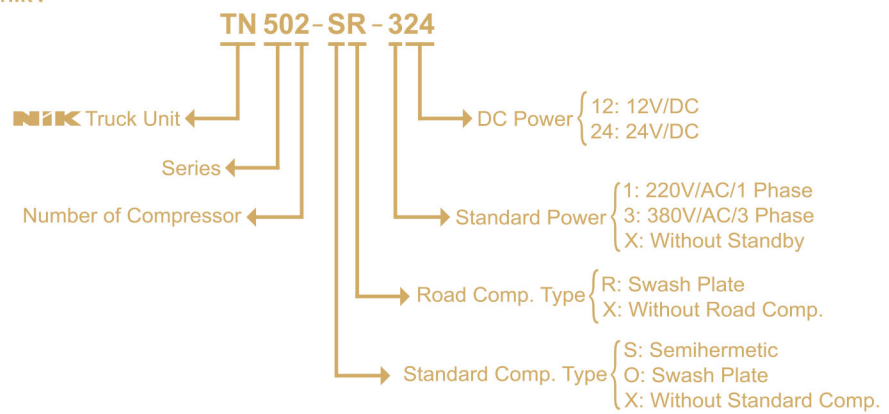 TN 502-SR-324
NiK Truck Unit
Series
Number of Compressor
DC Power
12: 12V/DC
24: 24V/DC
Standard Power
1: 220V/AC/1 Phase
3: 380V/AC/3 Phase
X: Without Standby
Road Comp. Type
R: Swash Plate
X: Without Road Comp.
Standard Comp. Type
S: Semihermetic
O: Swash Plate
X: Without Standard Comp.